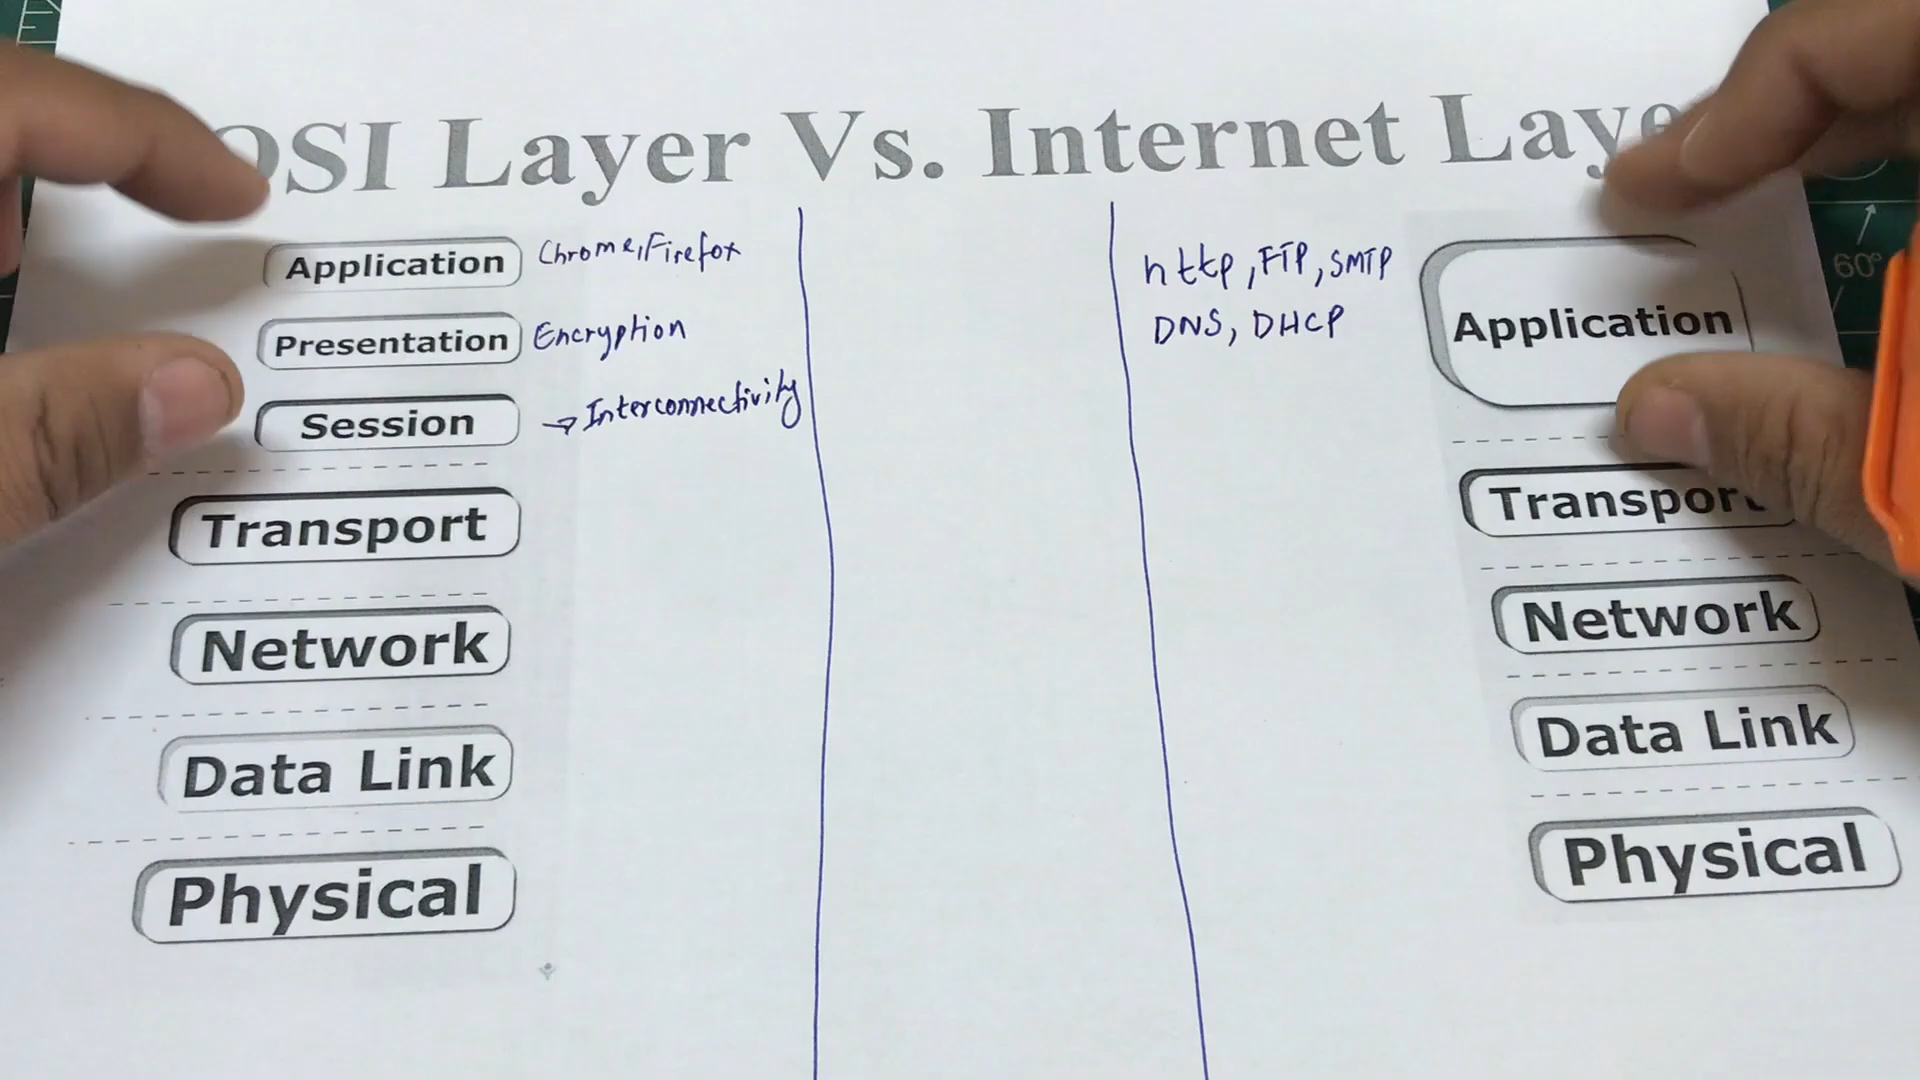 OSI Layer Vs. Internet Laye
Application Chrome, Firefox
Presentation Encryption
Session → Interconnectivity
Transport
Network
Data Link
Physical
http, FTP, SMTP
DNS, DHCP
Application
Transport
Network
Data Link
Physical
60°